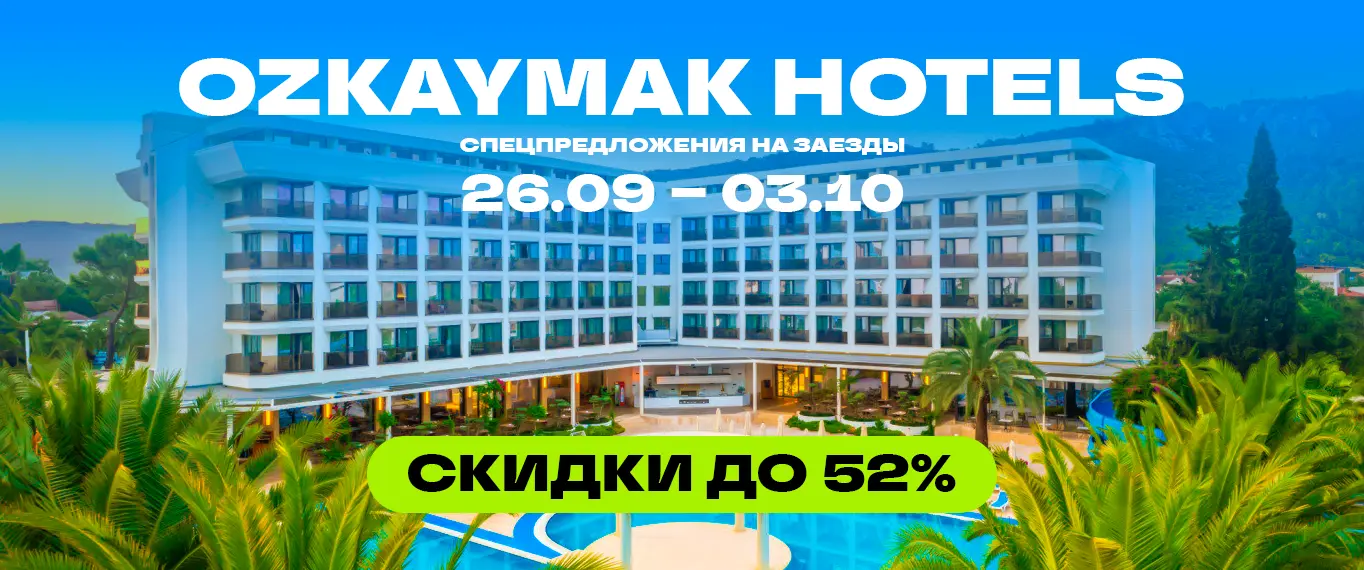 OZKAYMAK HOTELS
СПЕЦПРЕДЛОЖЕНИЯ НА ЗАЕЗДЫ
26.09 – 03.10
СКИДКИ ДО 52%